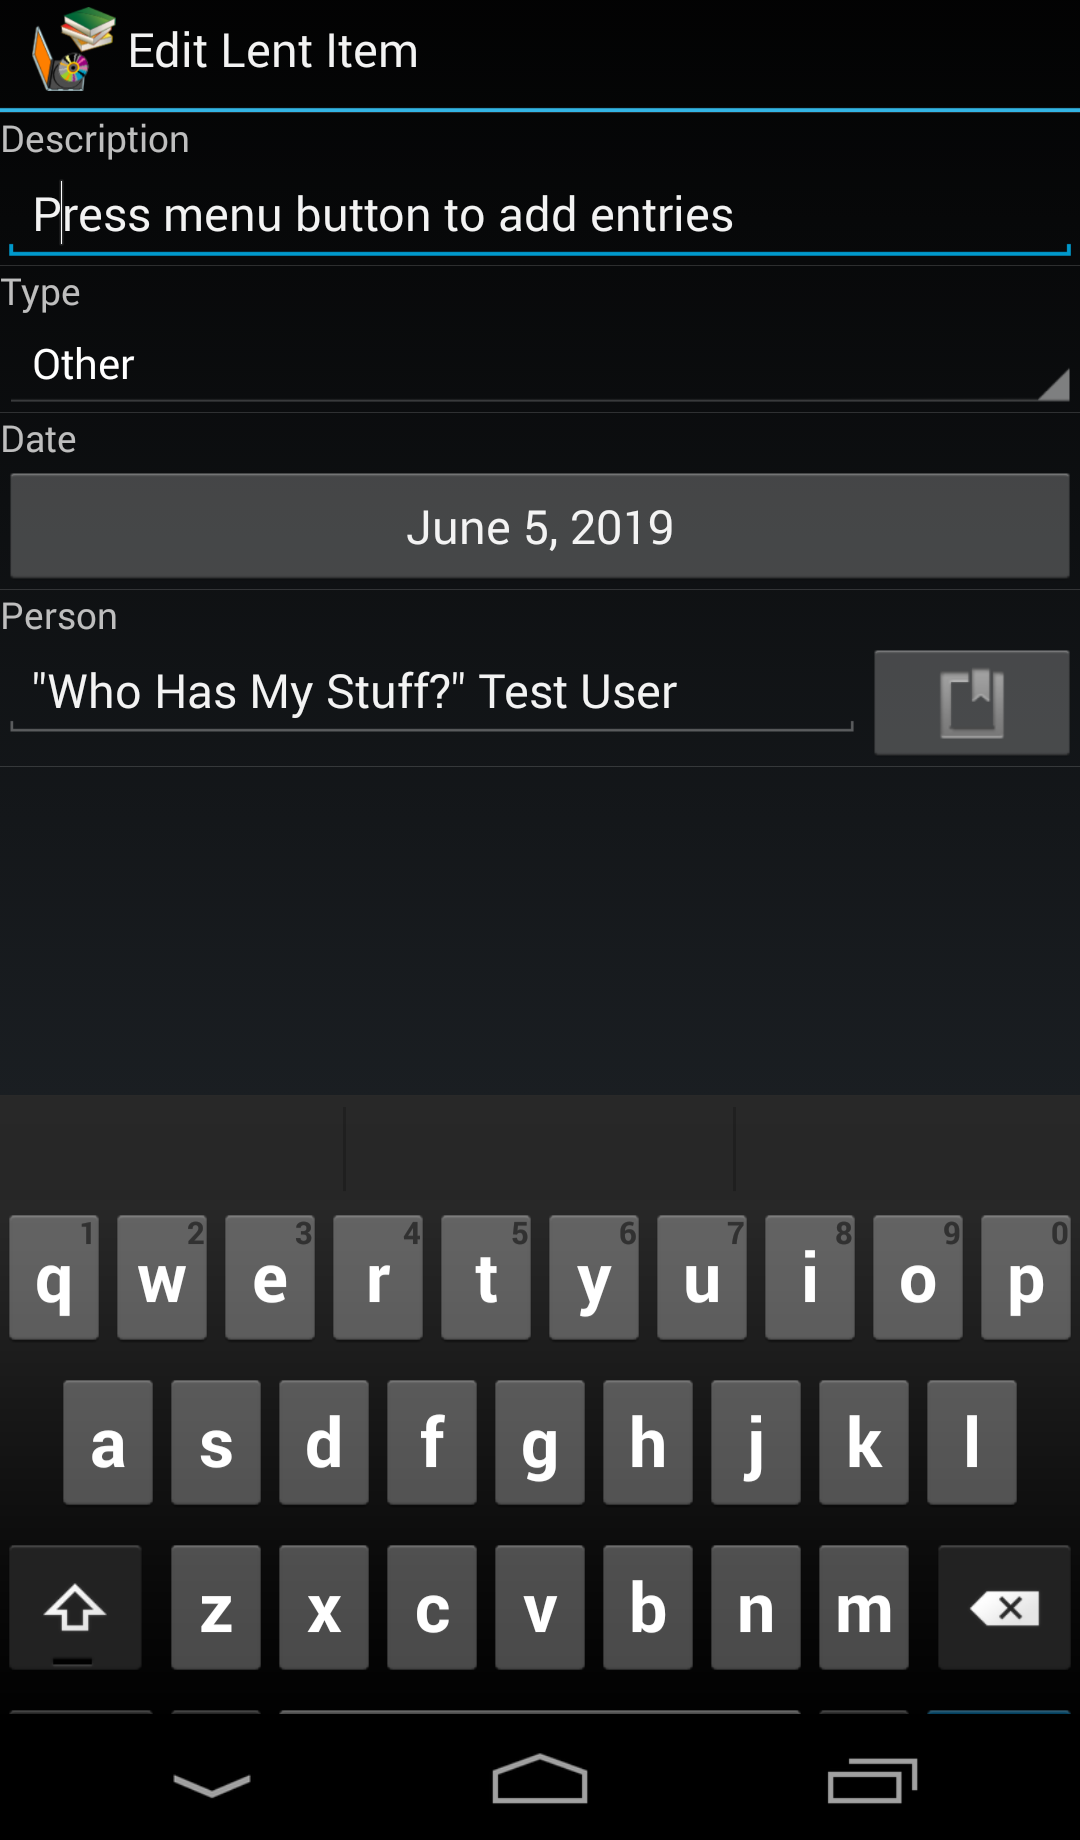 Edit Lent Item
Description
Press menu button to add entries
Type
Other
Date
June 5, 2019
Person
"Who Has My Stuff?" Test User
1 2 3 4 5 6 7 8 9 0
q w e r t y u i o p
a s d f g h j k l
z x c v b n m